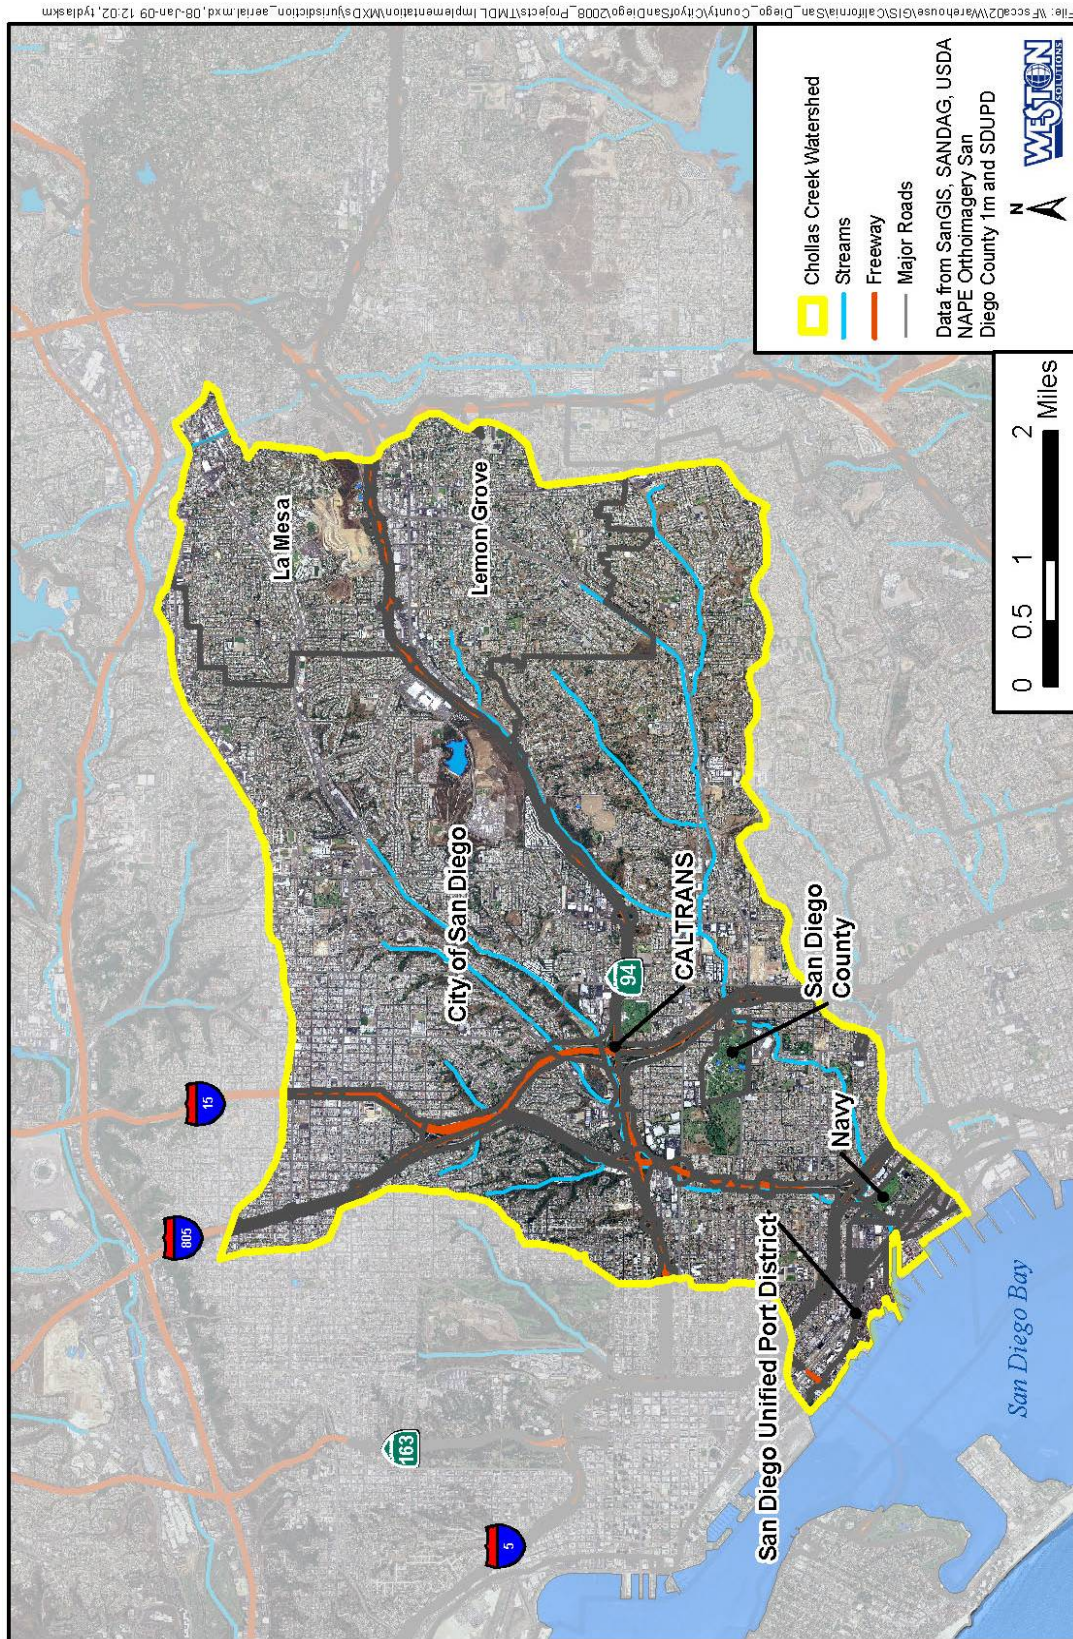 File: \\Fscca02\Warehouse\GIS\California\San_Diego_County\CityofSanDiego\2008_Projects\TMDL_Implementation\MXDs\jurisdiction_aerial.mxd, 08-Jan-09 12:02, tydlaskm
15
805
163
5
94
La Mesa
Lemon Grove
City of San Diego
CALTRANS
San Diego
County
Navy
San Diego Unified Port District
San Diego Bay
Chollas Creek Watershed
Streams
Freeway
Major Roads
Data from SanGIS, SANDAG, USDA
NAPE Orthoimagery San
Diego County 1m and SDUPD
N
WESTON
SOLUTIONS
0 0.5 1 2
Miles